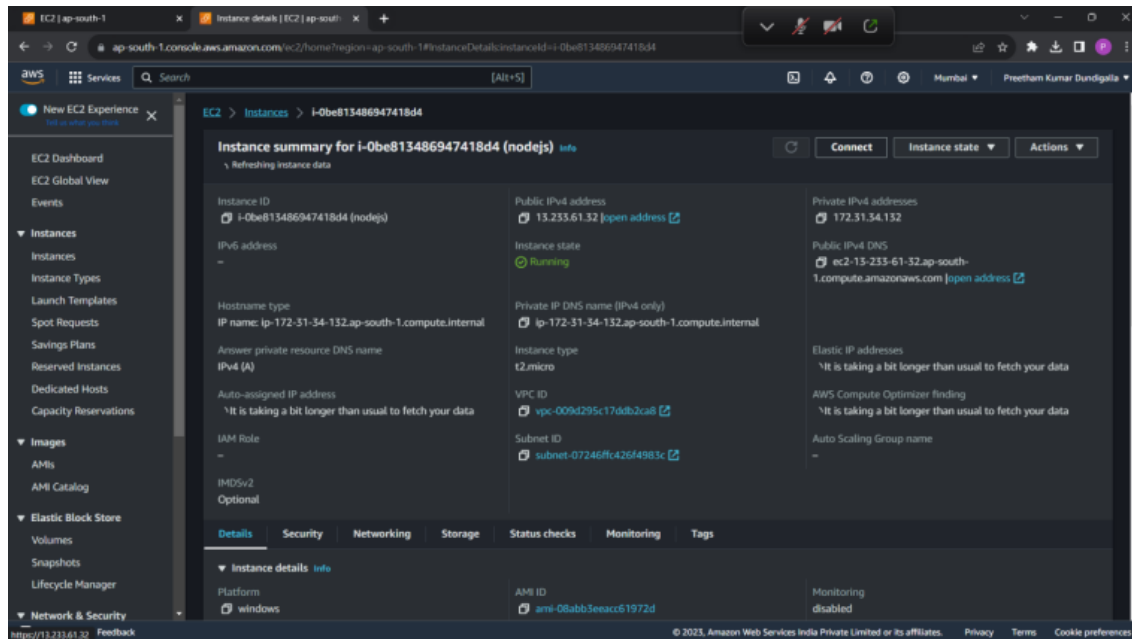 EC2 | ap-south-1
Instance details | EC2 | ap-south
ap-south-1.console.aws.amazon.com/ec2/home?region=ap-south-1#InstanceDetails:instanceId=i-0be813486947418d4
aws Services Search [Alt+S] Mumbai Preetham Kumar Dundigalla
New EC2 Experience
Tell us what you think
EC2 Dashboard
EC2 Global View
Events
Instances
Instances
Instance Types
Launch Templates
Spot Requests
Savings Plans
Reserved Instances
Dedicated Hosts
Capacity Reservations
Images
AMIs
AMI Catalog
Elastic Block Store
Volumes
Snapshots
Lifecycle Manager
Network & Security
EC2 > Instances > i-0be813486947418d4
Instance summary for i-0be813486947418d4 (nodejs) Info
Refreshing instance data
Connect Instance state Actions
Instance ID
i-0be813486947418d4 (nodejs)
Public IPv4 address
13.233.61.32 |open address
Private IPv4 addresses
172.31.34.132
IPv6 address
–
Instance state
Running
Public IPv4 DNS
ec2-13-233-61-32.ap-south-
1.compute.amazonaws.com |open address
Hostname type
IP name: ip-172-31-34-132.ap-south-1.compute.internal
Private IP DNS name (IPv4 only)
ip-172-31-34-132.ap-south-1.compute.internal
Answer private resource DNS name
IPv4 (A)
Instance type
t2.micro
Elastic IP addresses
It is taking a bit longer than usual to fetch your data
Auto-assigned IP address
It is taking a bit longer than usual to fetch your data
VPC ID
vpc-009d295c17ddb2ca8
AWS Compute Optimizer finding
It is taking a bit longer than usual to fetch your data
IAM Role
–
Subnet ID
subnet-07246ffc426f4983c
Auto Scaling Group name
–
IMDSv2
Optional
Details Security Networking Storage Status checks Monitoring Tags
Instance details Info
Platform
windows
AMI ID
ami-08abb3eeacc61972d
Monitoring
disabled
https://13.233.61.32 Feedback © 2023, Amazon Web Services India Private Limited or its affiliates. Privacy Terms Cookie preferences